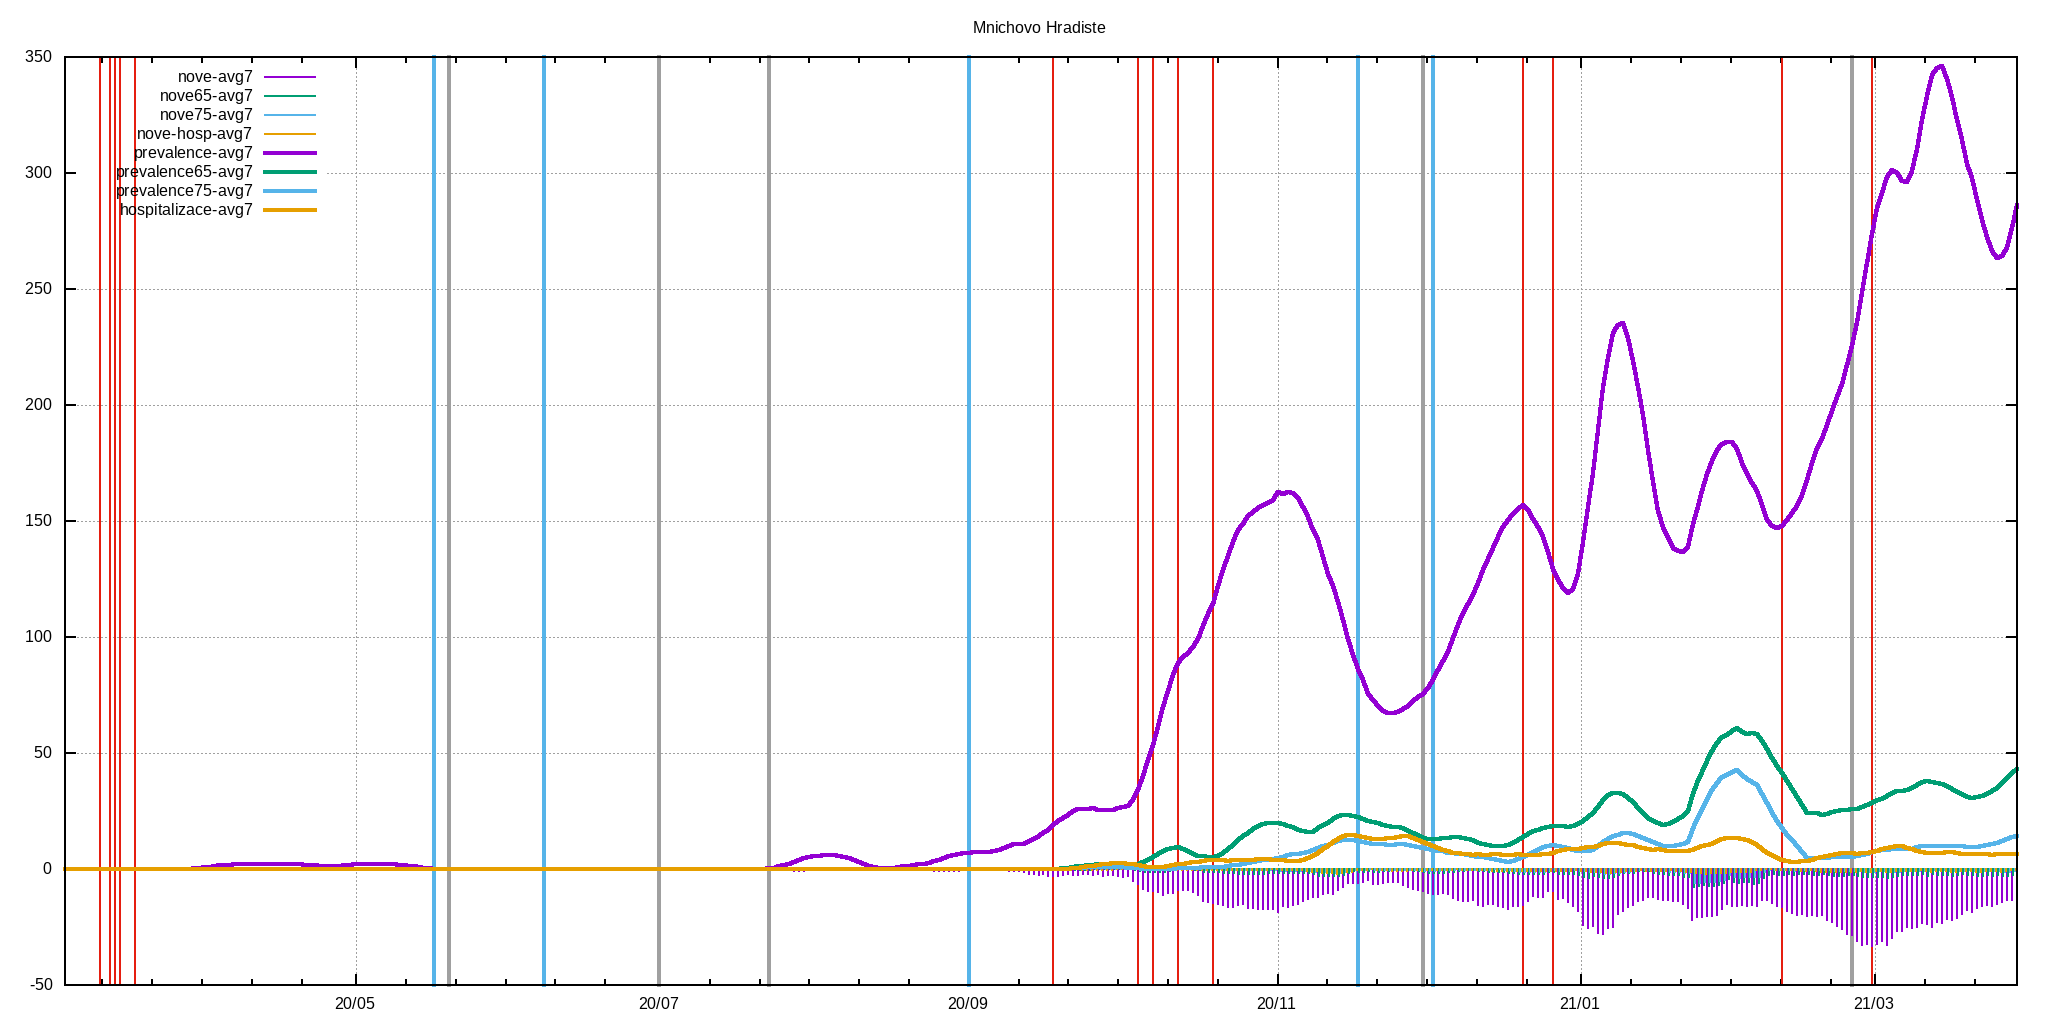 Mnichovo Hradiste
350
300
250
200
150
100
50
0
-50
nove-avg7
nove65-avg7
nove75-avg7
nove-hosp-avg7
prevalence-avg7
prevalence65-avg7
prevalence75-avg7
hospitalizace-avg7
20/05
20/07
20/09
20/11
21/01
21/03